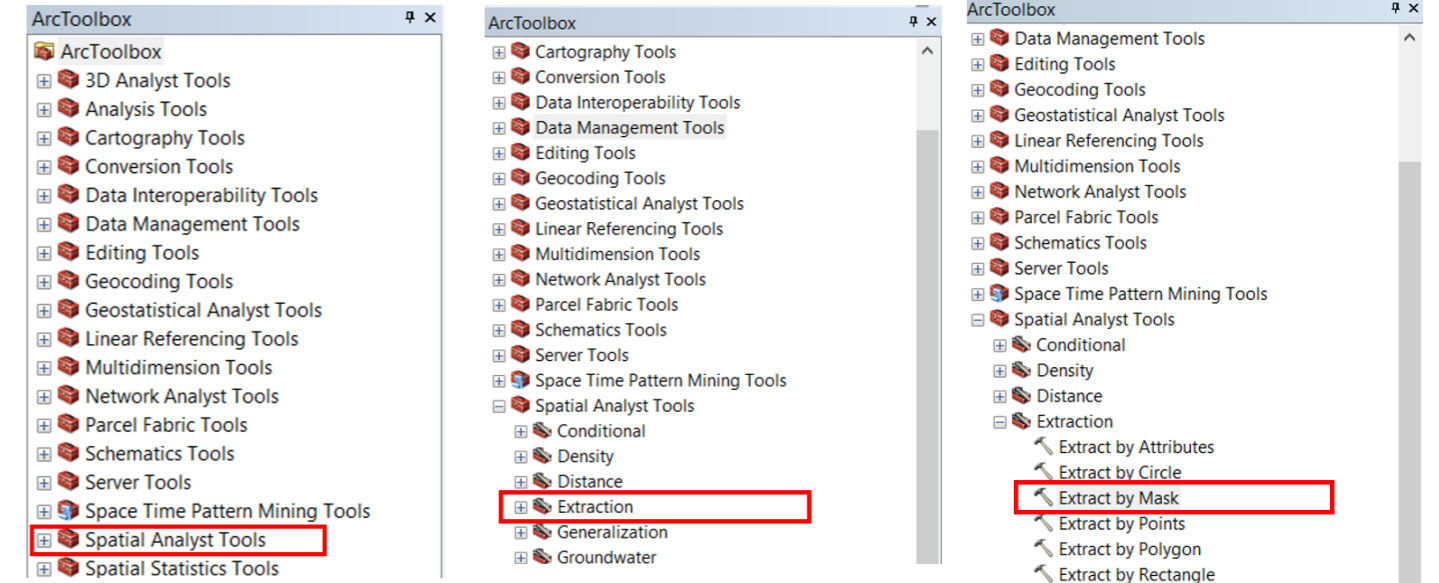 ArcToolbox
ArcToolbox
3D Analyst Tools
Analysis Tools
Cartography Tools
Conversion Tools
Data Interoperability Tools
Data Management Tools
Editing Tools
Geocoding Tools
Geostatistical Analyst Tools
Linear Referencing Tools
Multidimension Tools
Network Analyst Tools
Parcel Fabric Tools
Schematics Tools
Server Tools
Space Time Pattern Mining Tools
Spatial Analyst Tools
Spatial Statistics Tools
ArcToolbox
Cartography Tools
Conversion Tools
Data Interoperability Tools
Data Management Tools
Editing Tools
Geocoding Tools
Geostatistical Analyst Tools
Linear Referencing Tools
Multidimension Tools
Network Analyst Tools
Parcel Fabric Tools
Schematics Tools
Server Tools
Space Time Pattern Mining Tools
Spatial Analyst Tools
Conditional
Density
Distance
Extraction
Generalization
Groundwater
ArcToolbox
Data Management Tools
Editing Tools
Geocoding Tools
Geostatistical Analyst Tools
Linear Referencing Tools
Multidimension Tools
Network Analyst Tools
Parcel Fabric Tools
Schematics Tools
Server Tools
Space Time Pattern Mining Tools
Spatial Analyst Tools
Conditional
Density
Distance
Extraction
Extract by Attributes
Extract by Circle
Extract by Mask
Extract by Points
Extract by Polygon
Extract by Rectangle